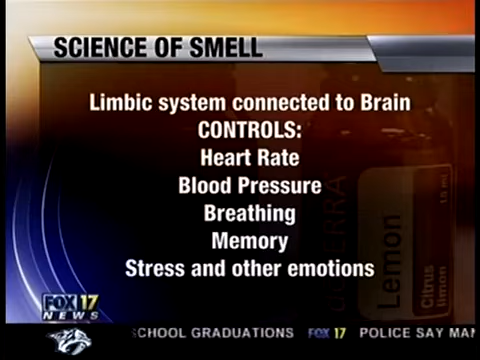 SCIENCE OF SMELL
Limbic system connected to Brain
CONTROLS:
Heart Rate
Blood Pressure
Breathing
Memory
Stress and other emotions
doTERRA
Lemon
Citrus
limon
15 ml
FOX 17
NEWS
SCHOOL GRADUATIONS FOX 17 POLICE SAY MAN